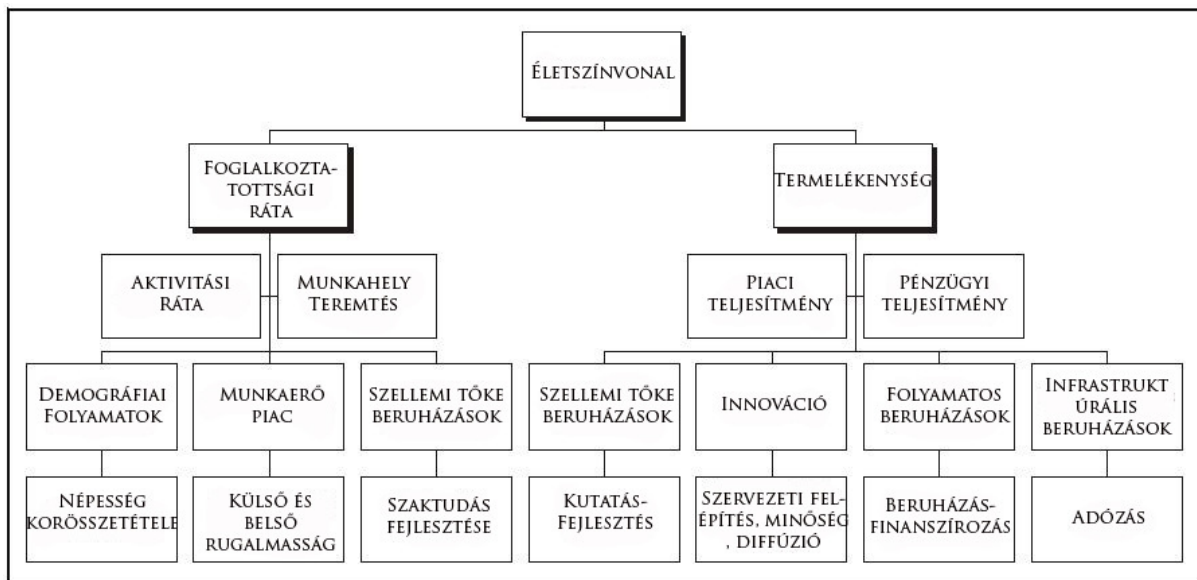 ÉLETSZÍNVONAL
FOGLALKOZTA-
TOTTSÁGI
RÁTA
TERMELÉKENYSÉG
AKTIVITÁSI
RÁTA
MUNKAHELY
TEREMTÉS
PIACI
TELJESÍTMÉNY
PÉNZÜGYI
TELJESÍTMÉNY
DEMOGRÁFIAI
FOLYAMATOK
MUNKAERŐ
PIAC
SZELLEMI TŐKE
BERUHÁZÁSOK
SZELLEMI TŐKE
BERUHÁZÁSOK
INNOVÁCIÓ
FOLYAMATOS
BERUHÁZÁSOK
INFRASTRUKT
ÚRÁLIS
BERUHÁZÁSOK
NÉPESSÉG
KORÖSSZETÉTELE
KÜLSŐ ÉS
BELSŐ
RUGALMASSÁG
SZAKTUDÁS
FEJLESZTÉSE
KUTATÁS-
FEJLESZTÉS
SZERVEZETI FEL-
ÉPÍTÉS, MINŐSÉG
, DIFFÚZIÓ
BERUHÁZÁS-
FINANSZÍROZÁS
ADÓZÁS